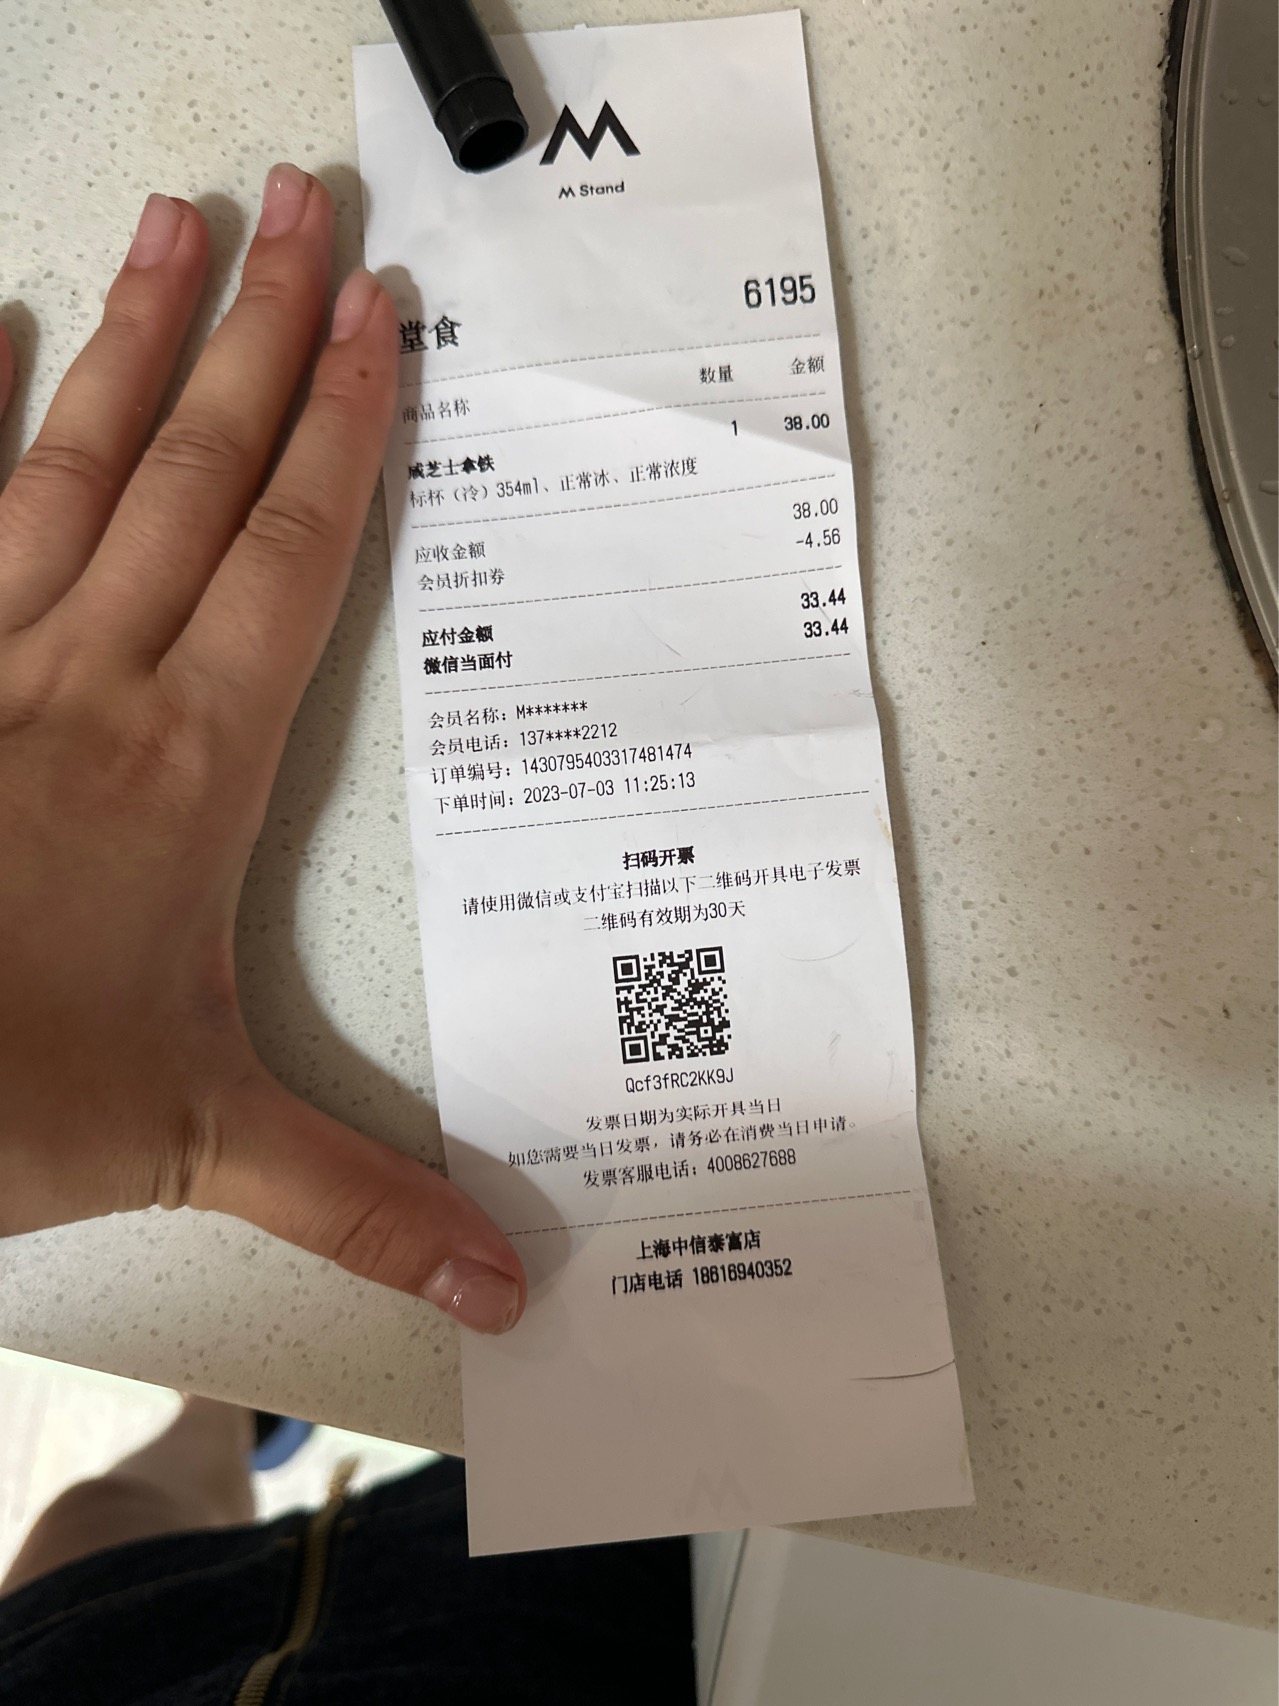 M Stand
6195
堂食
商品名称 数量 金额
咸芝士拿铁 1 38.00
标杯（冷）354ml、正常冰、正常浓度
应收金额 38.00
会员折扣券 -4.56
应付金额 33.44
微信当面付 33.44
会员名称：M*******
会员电话：137****2212
订单编号：1430795403317481474
下单时间：2023-07-03 11:25:13
扫码开票
请使用微信或支付宝扫描以下二维码开具电子发票
二维码有效期为30天
Qcf3fRC2KK9J
发票日期为实际开具当日
如您需要当日发票，请务必在消费当日申请。
发票客服电话：4008627688
上海中信泰富店
门店电话 18616940352